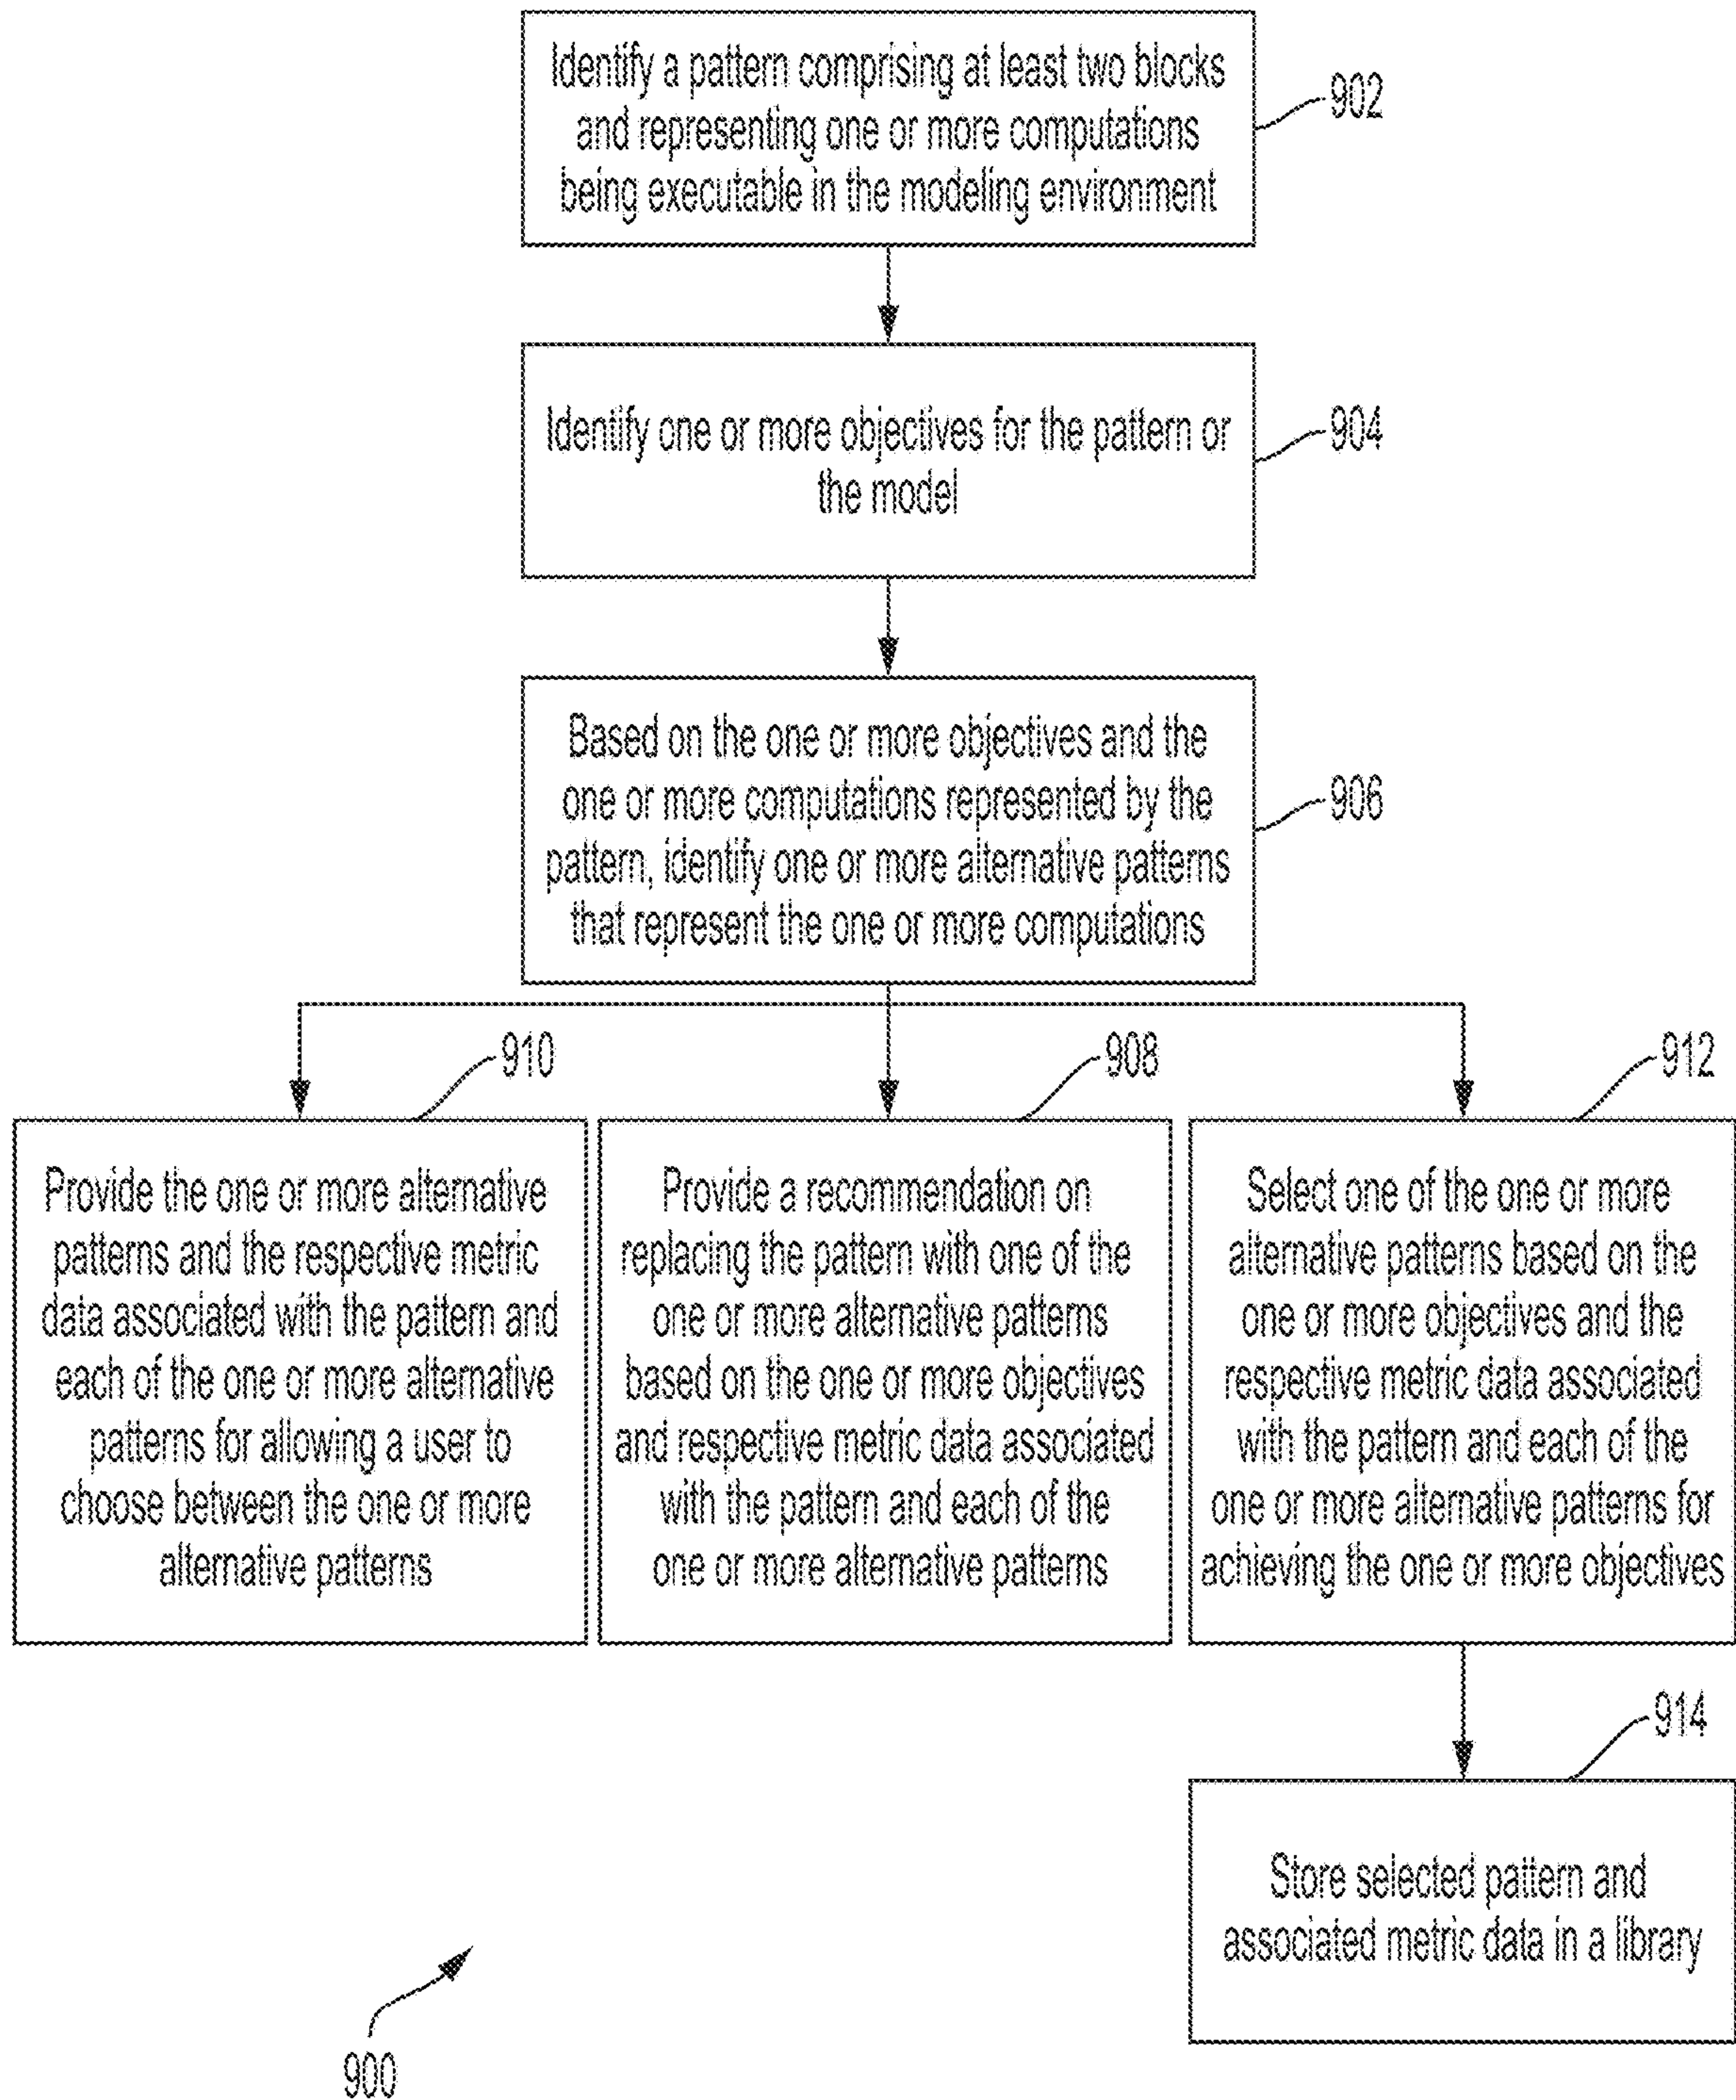 Identify a pattern comprising at least two blocks
and representing one or more computations
being executable in the modeling environment
902
Identify one or more objectives for the pattern or
the model
904
Based on the one or more objectives and the
one or more computations represented by the
pattern, identify one or more alternative patterns
that represent the one or more computations
906
910
Provide the one or more alternative
patterns and the respective metric
data associated with the pattern and
each of the one or more alternative
patterns for allowing a user to
choose between the one or more
alternative patterns
908
Provide a recommendation on
replacing the pattern with one of the
one or more alternative patterns
based on the one or more objectives
and respective metric data associated
with the pattern and each of the
one or more alternative patterns
912
Select one of the one or more
alternative patterns based on the
one or more objectives and the
respective metric data associated
with the pattern and each of the
one or more alternative patterns for
achieving the one or more objectives
914
Store selected pattern and
associated metric data in a library
900